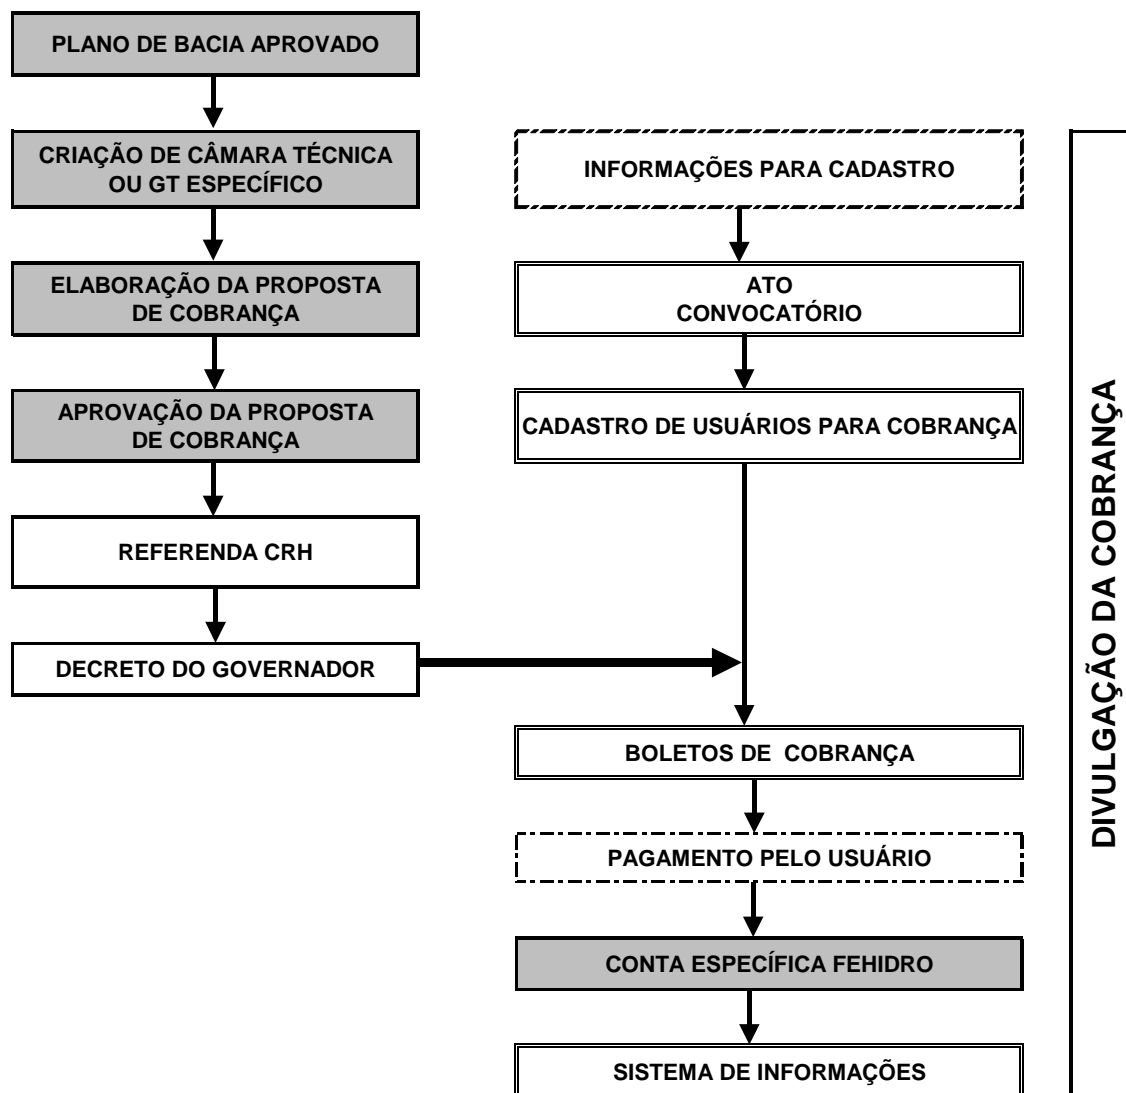 PLANO DE BACIA APROVADO
CRIAÇÃO DE CÂMARA TÉCNICA
OU GT ESPECÍFICO
ELABORAÇÃO DA PROPOSTA
DE COBRANÇA
APROVAÇÃO DA PROPOSTA
DE COBRANÇA
REFERENDA CRH
DECRETO DO GOVERNADOR
INFORMAÇÕES PARA CADASTRO
ATO
CONVOCATÓRIO
CADASTRO DE USUÁRIOS PARA COBRANÇA
BOLETOS DE COBRANÇA
PAGAMENTO PELO USUÁRIO
CONTA ESPECÍFICA FEHIDRO
SISTEMA DE INFORMAÇÕES
DIVULGAÇÃO DA COBRANÇA